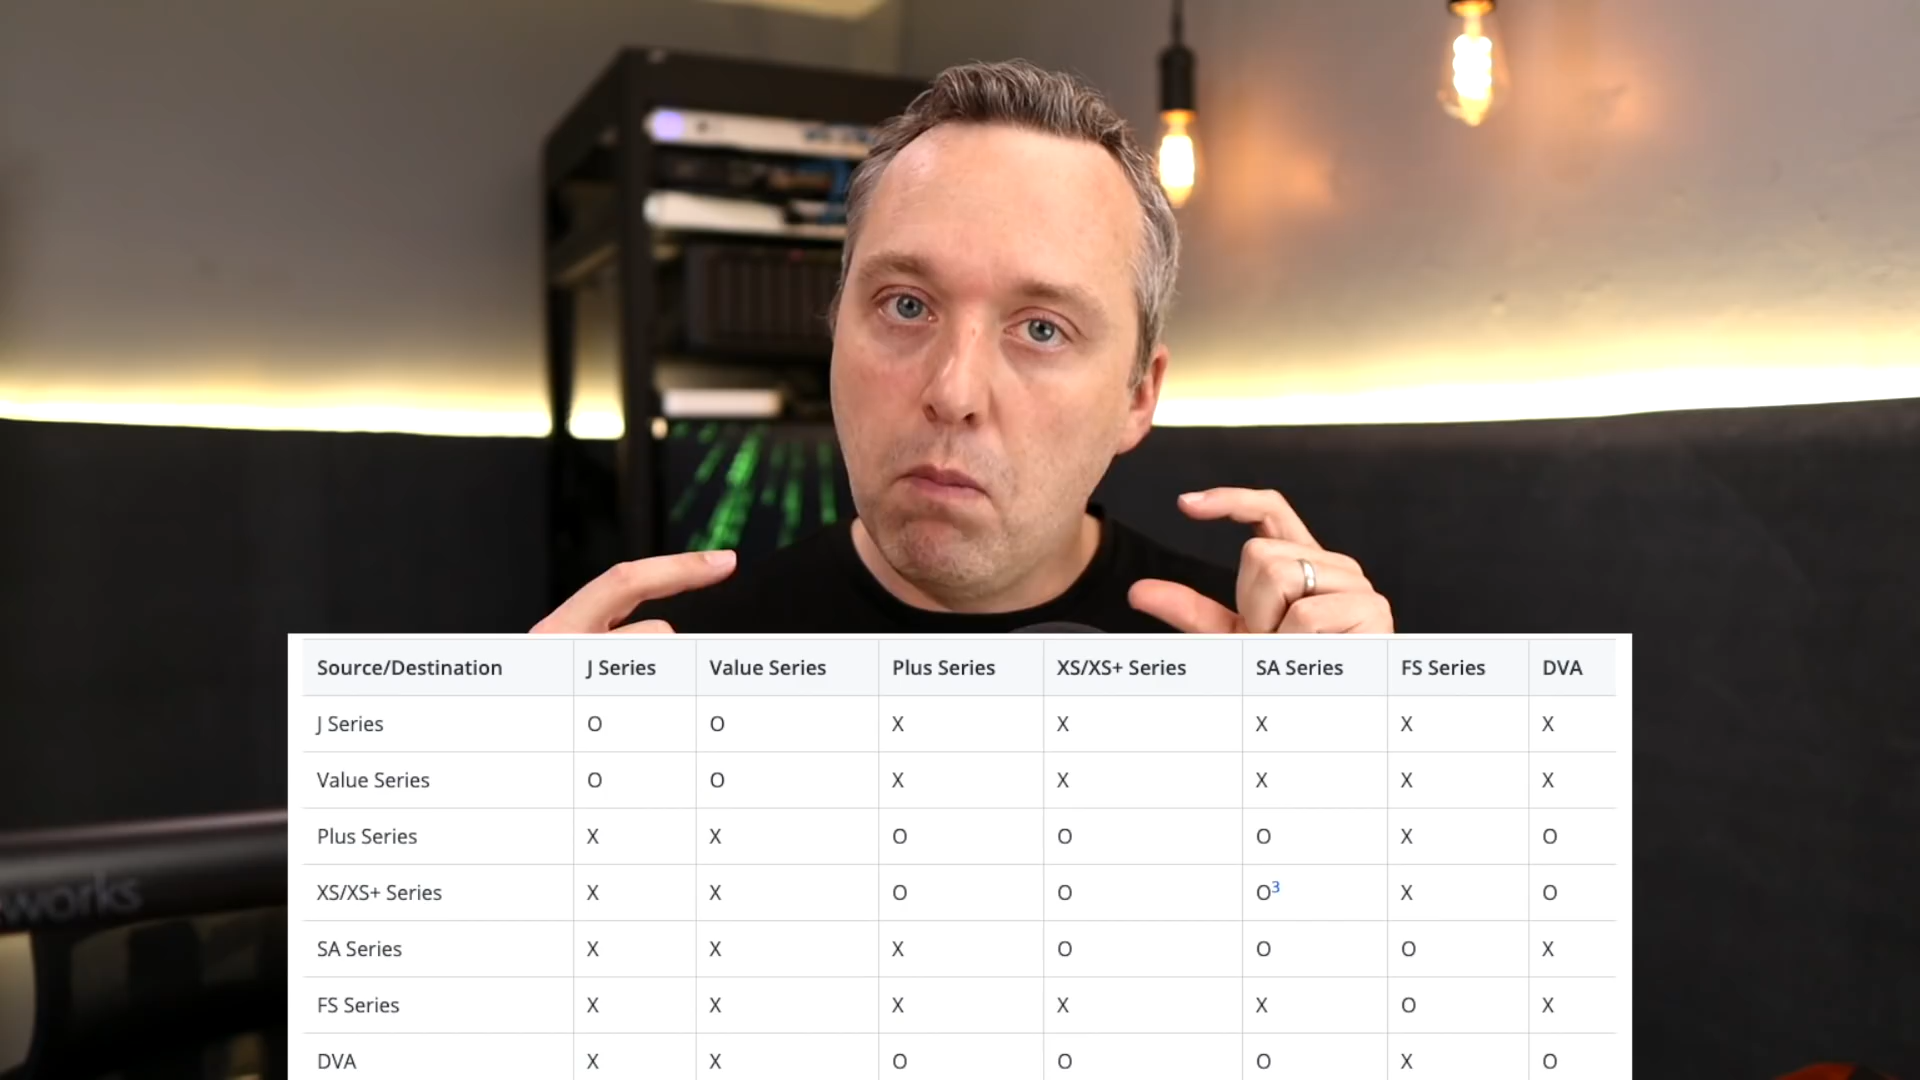 works
Source/Destination J Series Value Series Plus Series XS/XS+ Series SA Series FS Series DVA
J Series O O X X X X X
Value Series O O X X X X X
Plus Series X X O O O X O
XS/XS+ Series X X O O O3 X O
SA Series X X X O O O X
FS Series X X X X X O X
DVA X X O O O X O